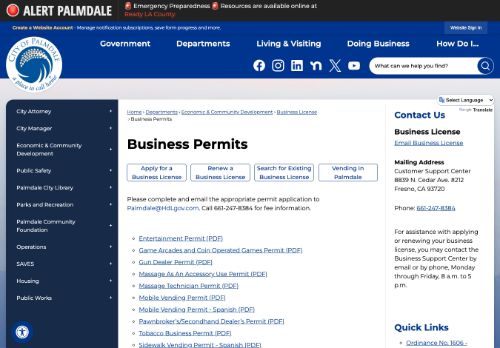 ALERT PALMDALE
🚨 Emergency Preparedness 🚨 Resources are available online at
Ready LA County.
Create a Website Account - Manage notification subscriptions, save form progress and more.
Website Sign In
CITY OF PALMDALE
a place to call home
Government
Departments
Living & Visiting
Doing Business
How Do I...
What can we help you find?
Select Language
Google Translate
City Attorney
City Manager
Economic & Community
Development
Public Safety
Palmdale City Library
Parks and Recreation
Palmdale Community
Foundation
Operations
SAVES
Housing
Public Works
Home › Departments › Economic & Community Development › Business License
› Business Permits
Business Permits
Apply for a
Business License
Renew a
Business License
Search for Existing
Business License
Vending In
Palmdale
Please complete and email the appropriate permit application to
Palmdale@HdLgov.com. Call 661-247-8384 for fee information.
Entertainment Permit (PDF)
Game Arcades and Coin Operated Games Permit (PDF)
Gun Dealer Permit (PDF)
Massage As An Accessory Use Permit (PDF)
Massage Technician Permit (PDF)
Mobile Vending Permit (PDF)
Mobile Vending Permit - Spanish (PDF)
Pawnbroker's/Secondhand Dealer's Permit (PDF)
Tobacco Business Permit (PDF)
Sidewalk Vending Permit - Spanish (PDF)
Contact Us
Business License
Email Business License
Mailing Address
Customer Support Center
8839 N. Cedar Ave. #212
Fresno, CA 93720
Phone: 661-247-8384
For assistance with applying
or renewing your business
license, you may contact the
Business Support Center by
email or by phone, Monday
through Friday, 8 a.m. to 5
p.m.
Quick Links
Ordinance No. 1606 -